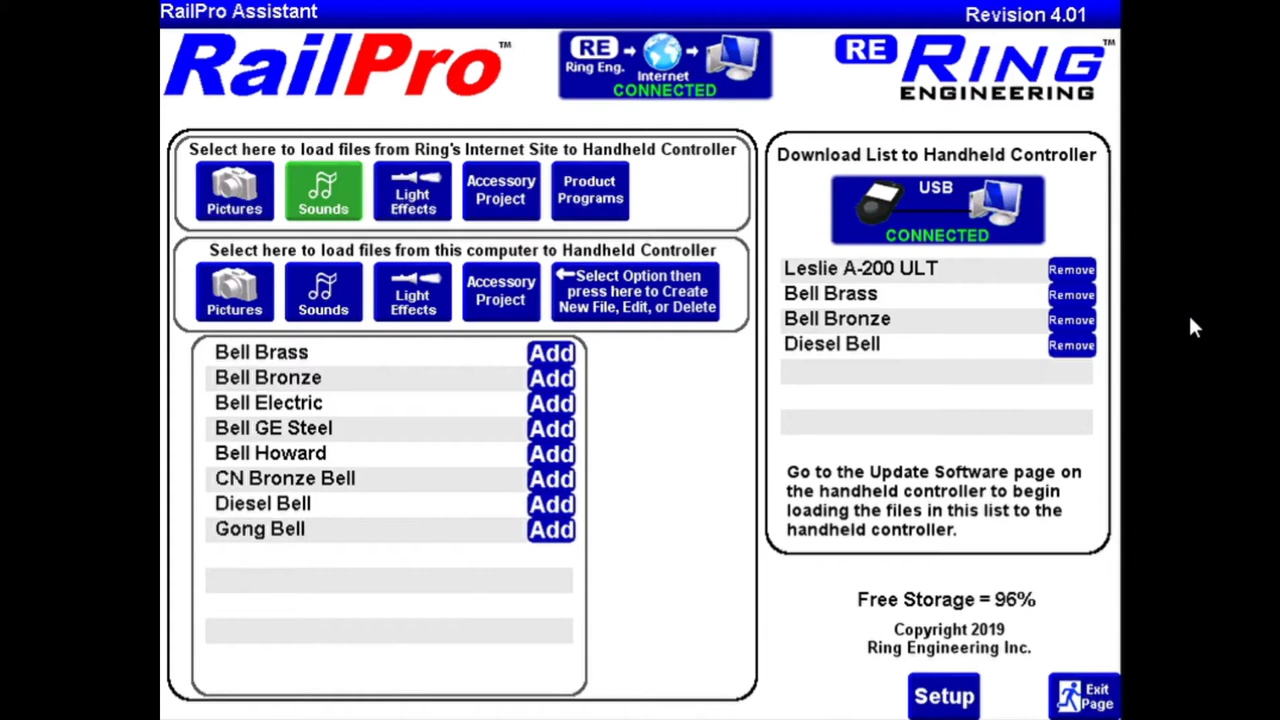 RailPro Assistant
Revision 4.01
RailPro™
RE
Ring Eng.
Internet
CONNECTED
RE RING™
ENGINEERING
Select here to load files from Ring's Internet Site to Handheld Controller
Pictures
Sounds
Light
Effects
Accessory
Project
Product
Programs
Select here to load files from this computer to Handheld Controller
Pictures
Sounds
Light
Effects
Accessory
Project
Select Option then
press here to Create
New File, Edit, or Delete
Bell Brass Add
Bell Bronze Add
Bell Electric Add
Bell GE Steel Add
Bell Howard Add
CN Bronze Bell Add
Diesel Bell Add
Gong Bell Add
Download List to Handheld Controller
USB
CONNECTED
Leslie A-200 ULT Remove
Bell Brass Remove
Bell Bronze Remove
Diesel Bell Remove
Go to the Update Software page on
the handheld controller to begin
loading the files in this list to the
handheld controller.
Free Storage = 96%
Copyright 2019
Ring Engineering Inc.
Setup
Exit
Page